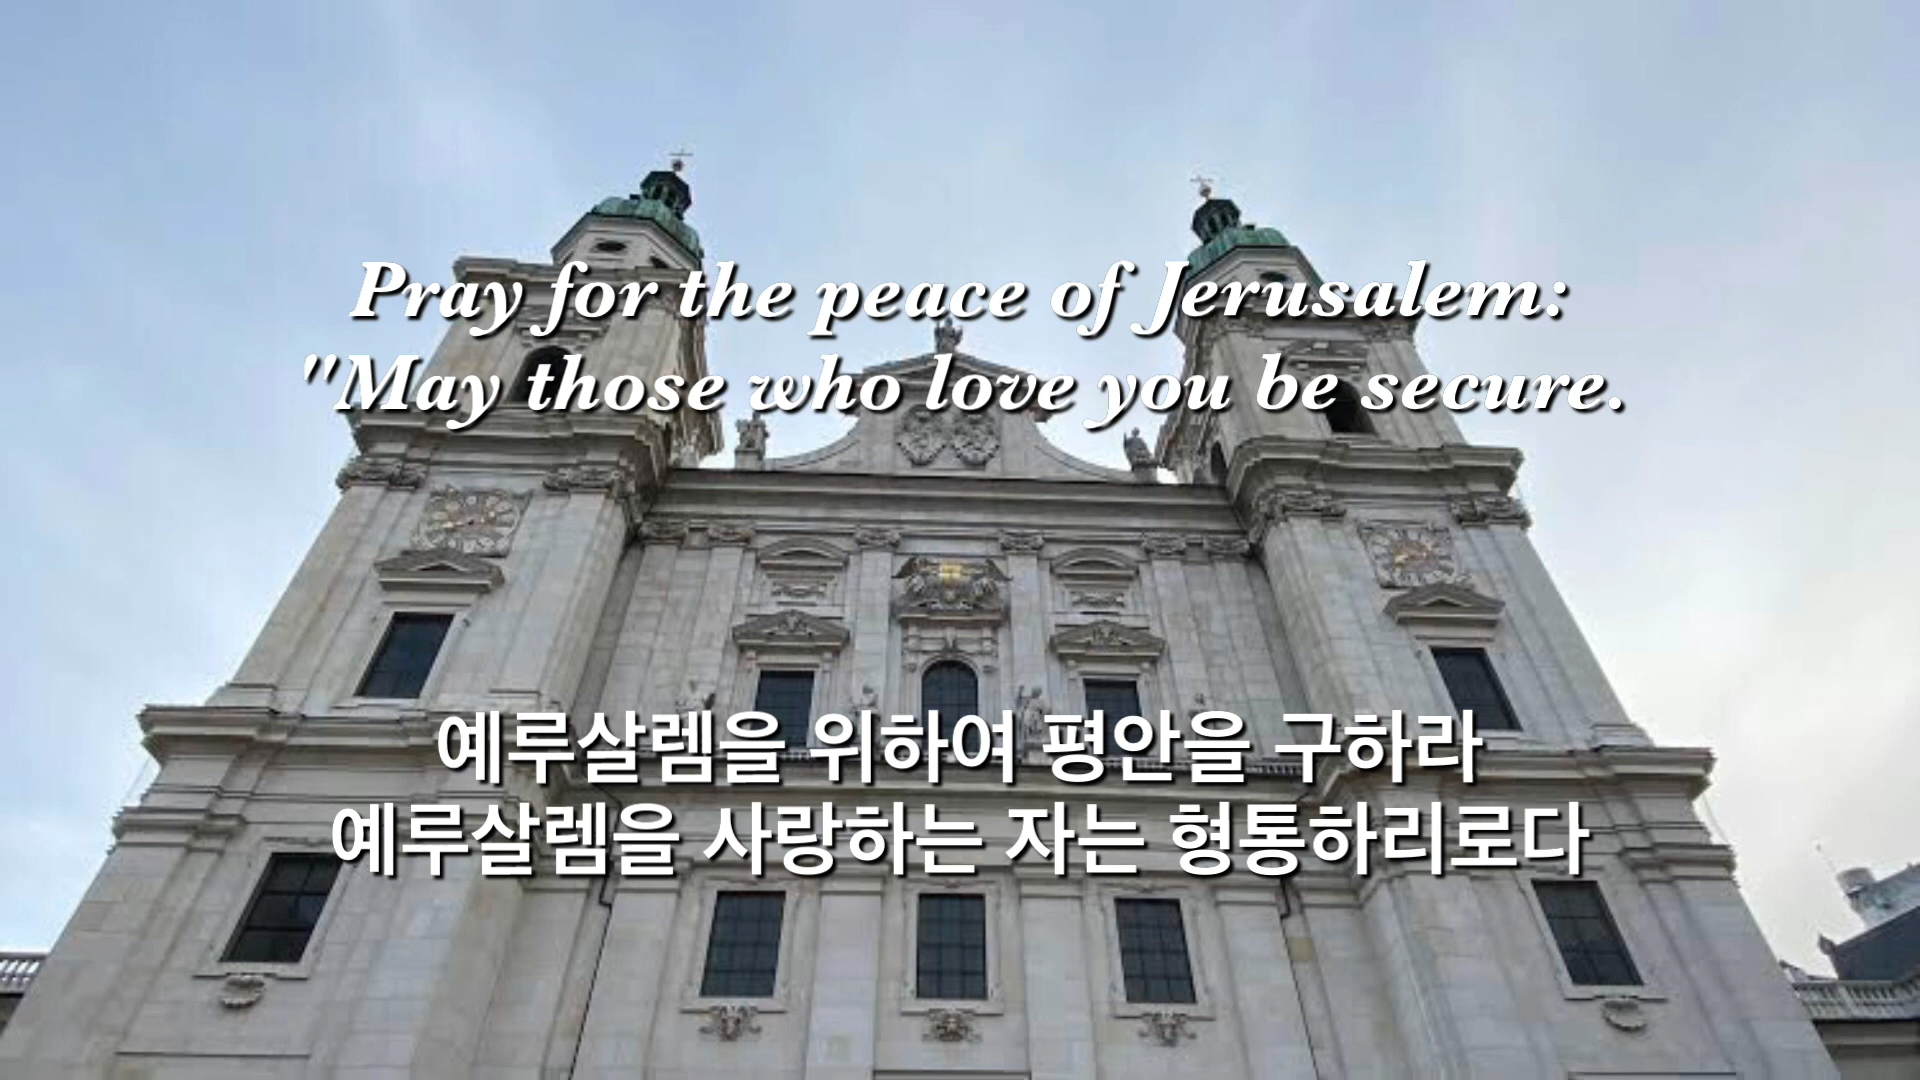 Pray for the peace of Jerusalem:
"May those who love you be secure.
예루살렘을 위하여 평안을 구하라
예루살렘을 사랑하는 자는 형통하리로다